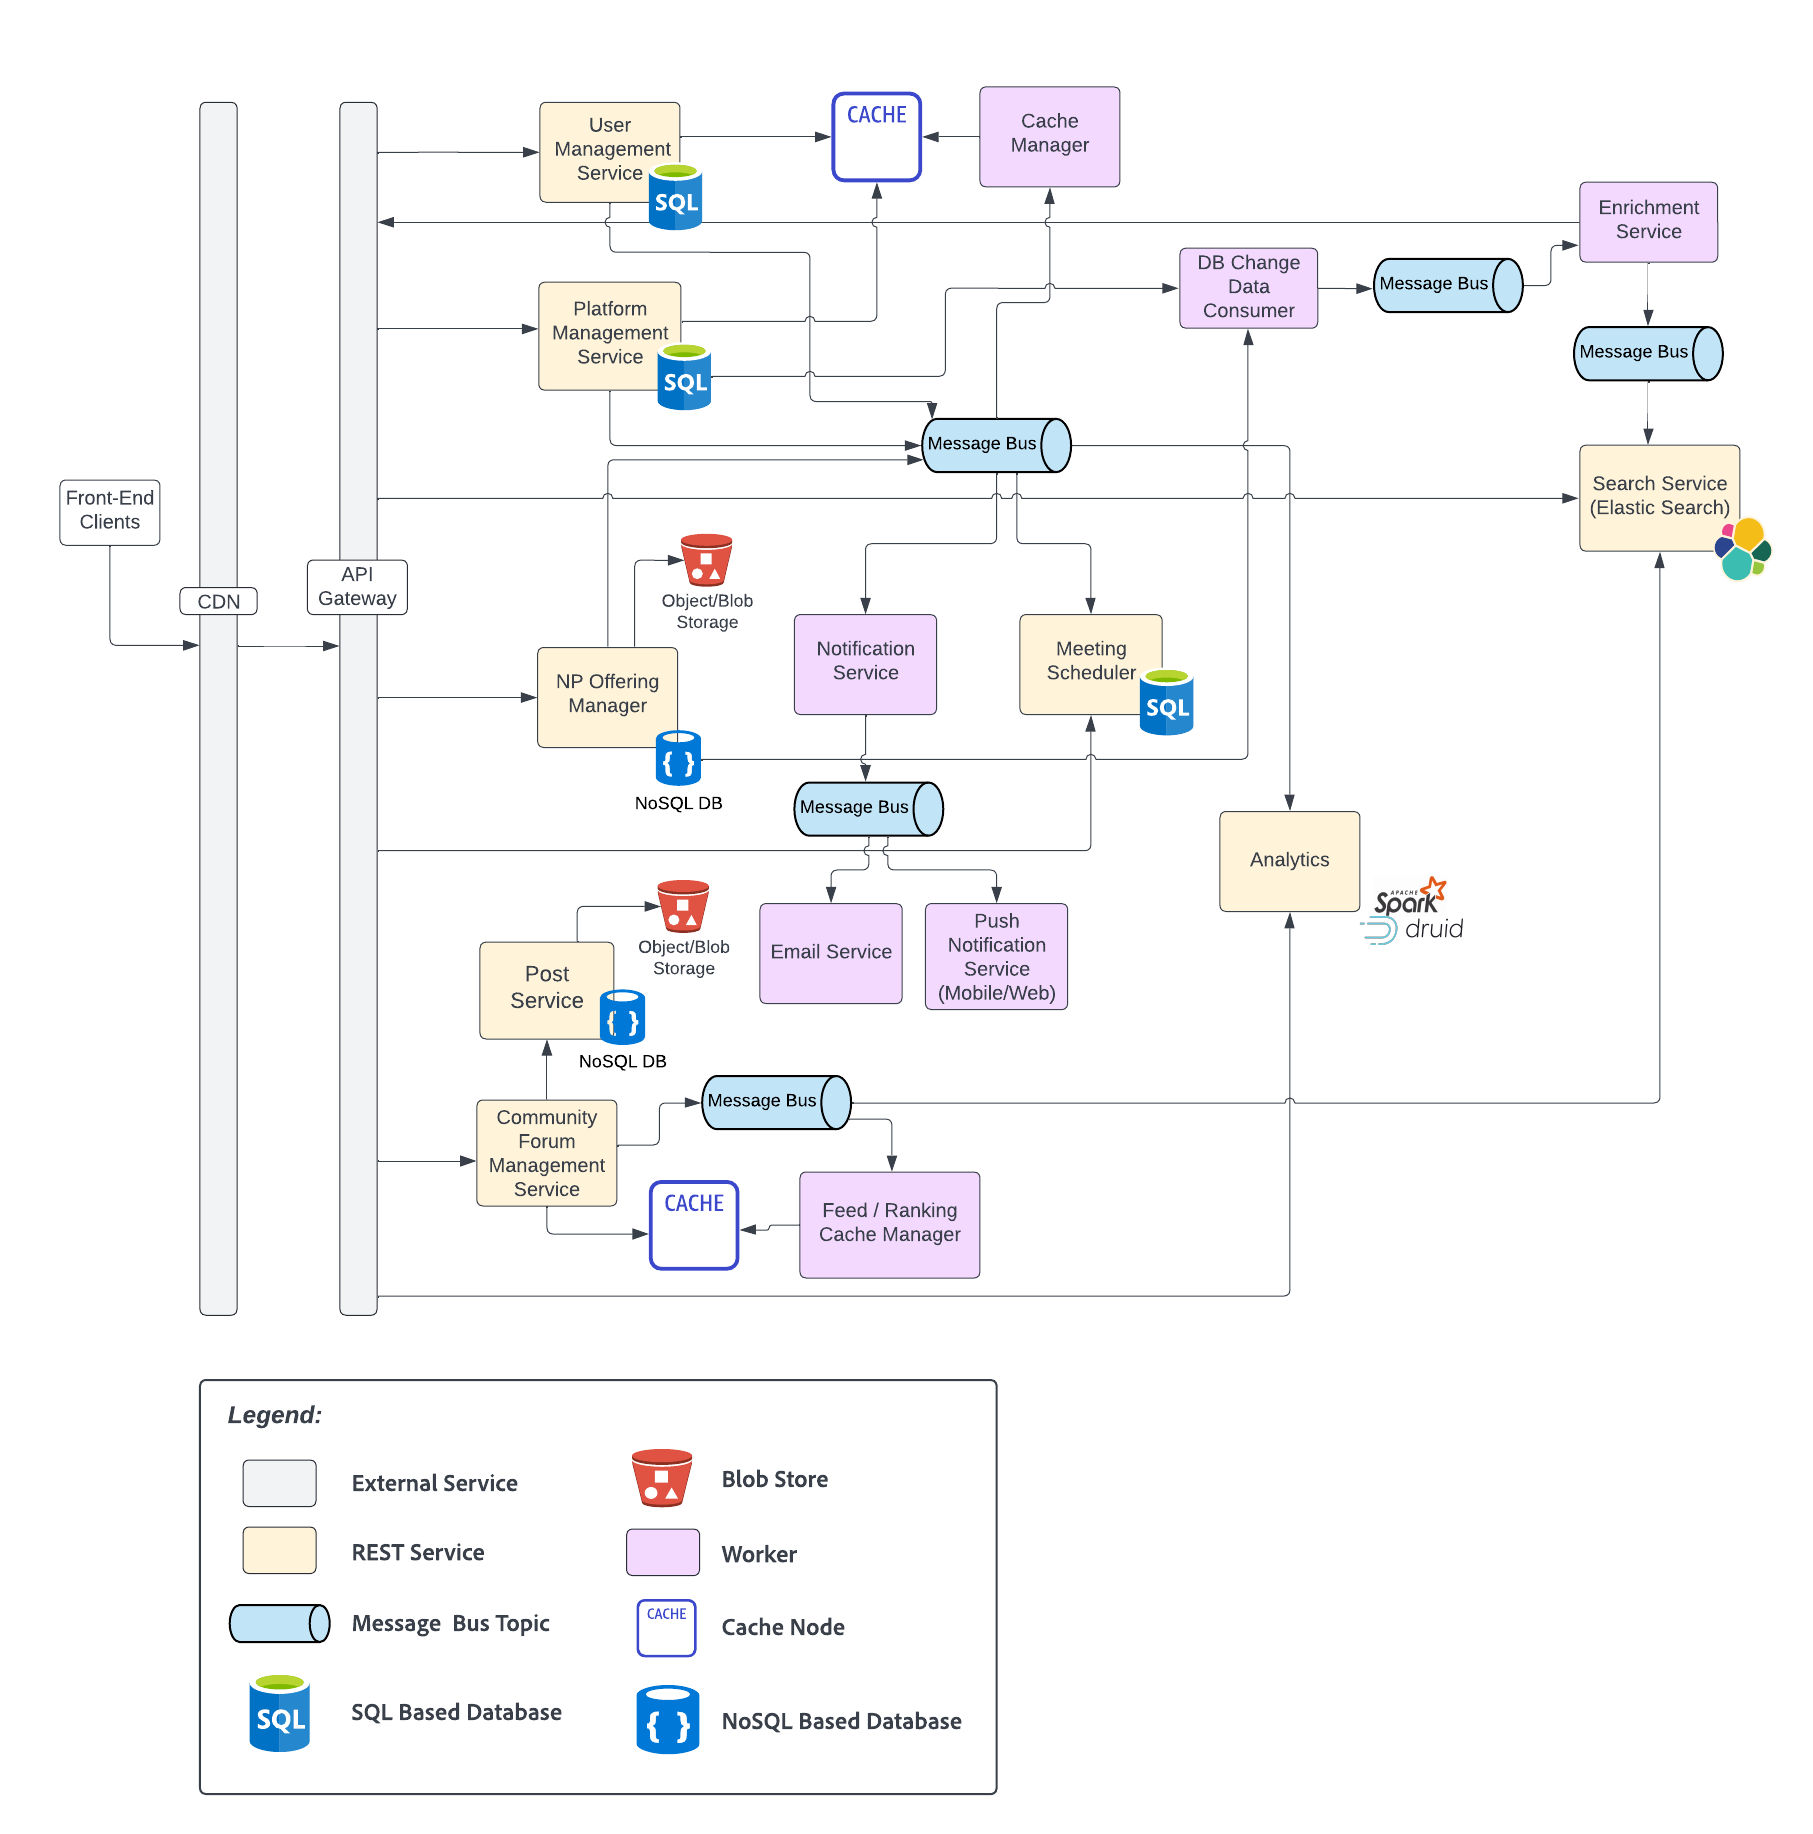 User
Management
Service
SQL
CACHE
Cache
Manager
Enrichment
Service
DB Change
Data
Consumer
Message Bus
Platform
Management
Service
SQL
Message Bus
Message Bus
Front-End
Clients
Search Service
(Elastic Search)
CDN
API
Gateway
Object/Blob
Storage
NP Offering
Manager
{ }
NoSQL DB
Notification
Service
Meeting
Scheduler
SQL
Message Bus
Analytics
APACHE
Spark
druid
Object/Blob
Storage
Post
Service
{ }
NoSQL DB
Email Service
Push
Notification
Service
(Mobile/Web)
Message Bus
Community
Forum
Management
Service
CACHE
Feed / Ranking
Cache Manager
Legend:
External Service
Blob Store
REST Service
Worker
Message Bus Topic
CACHE
Cache Node
SQL
SQL Based Database
{ }
NoSQL Based Database